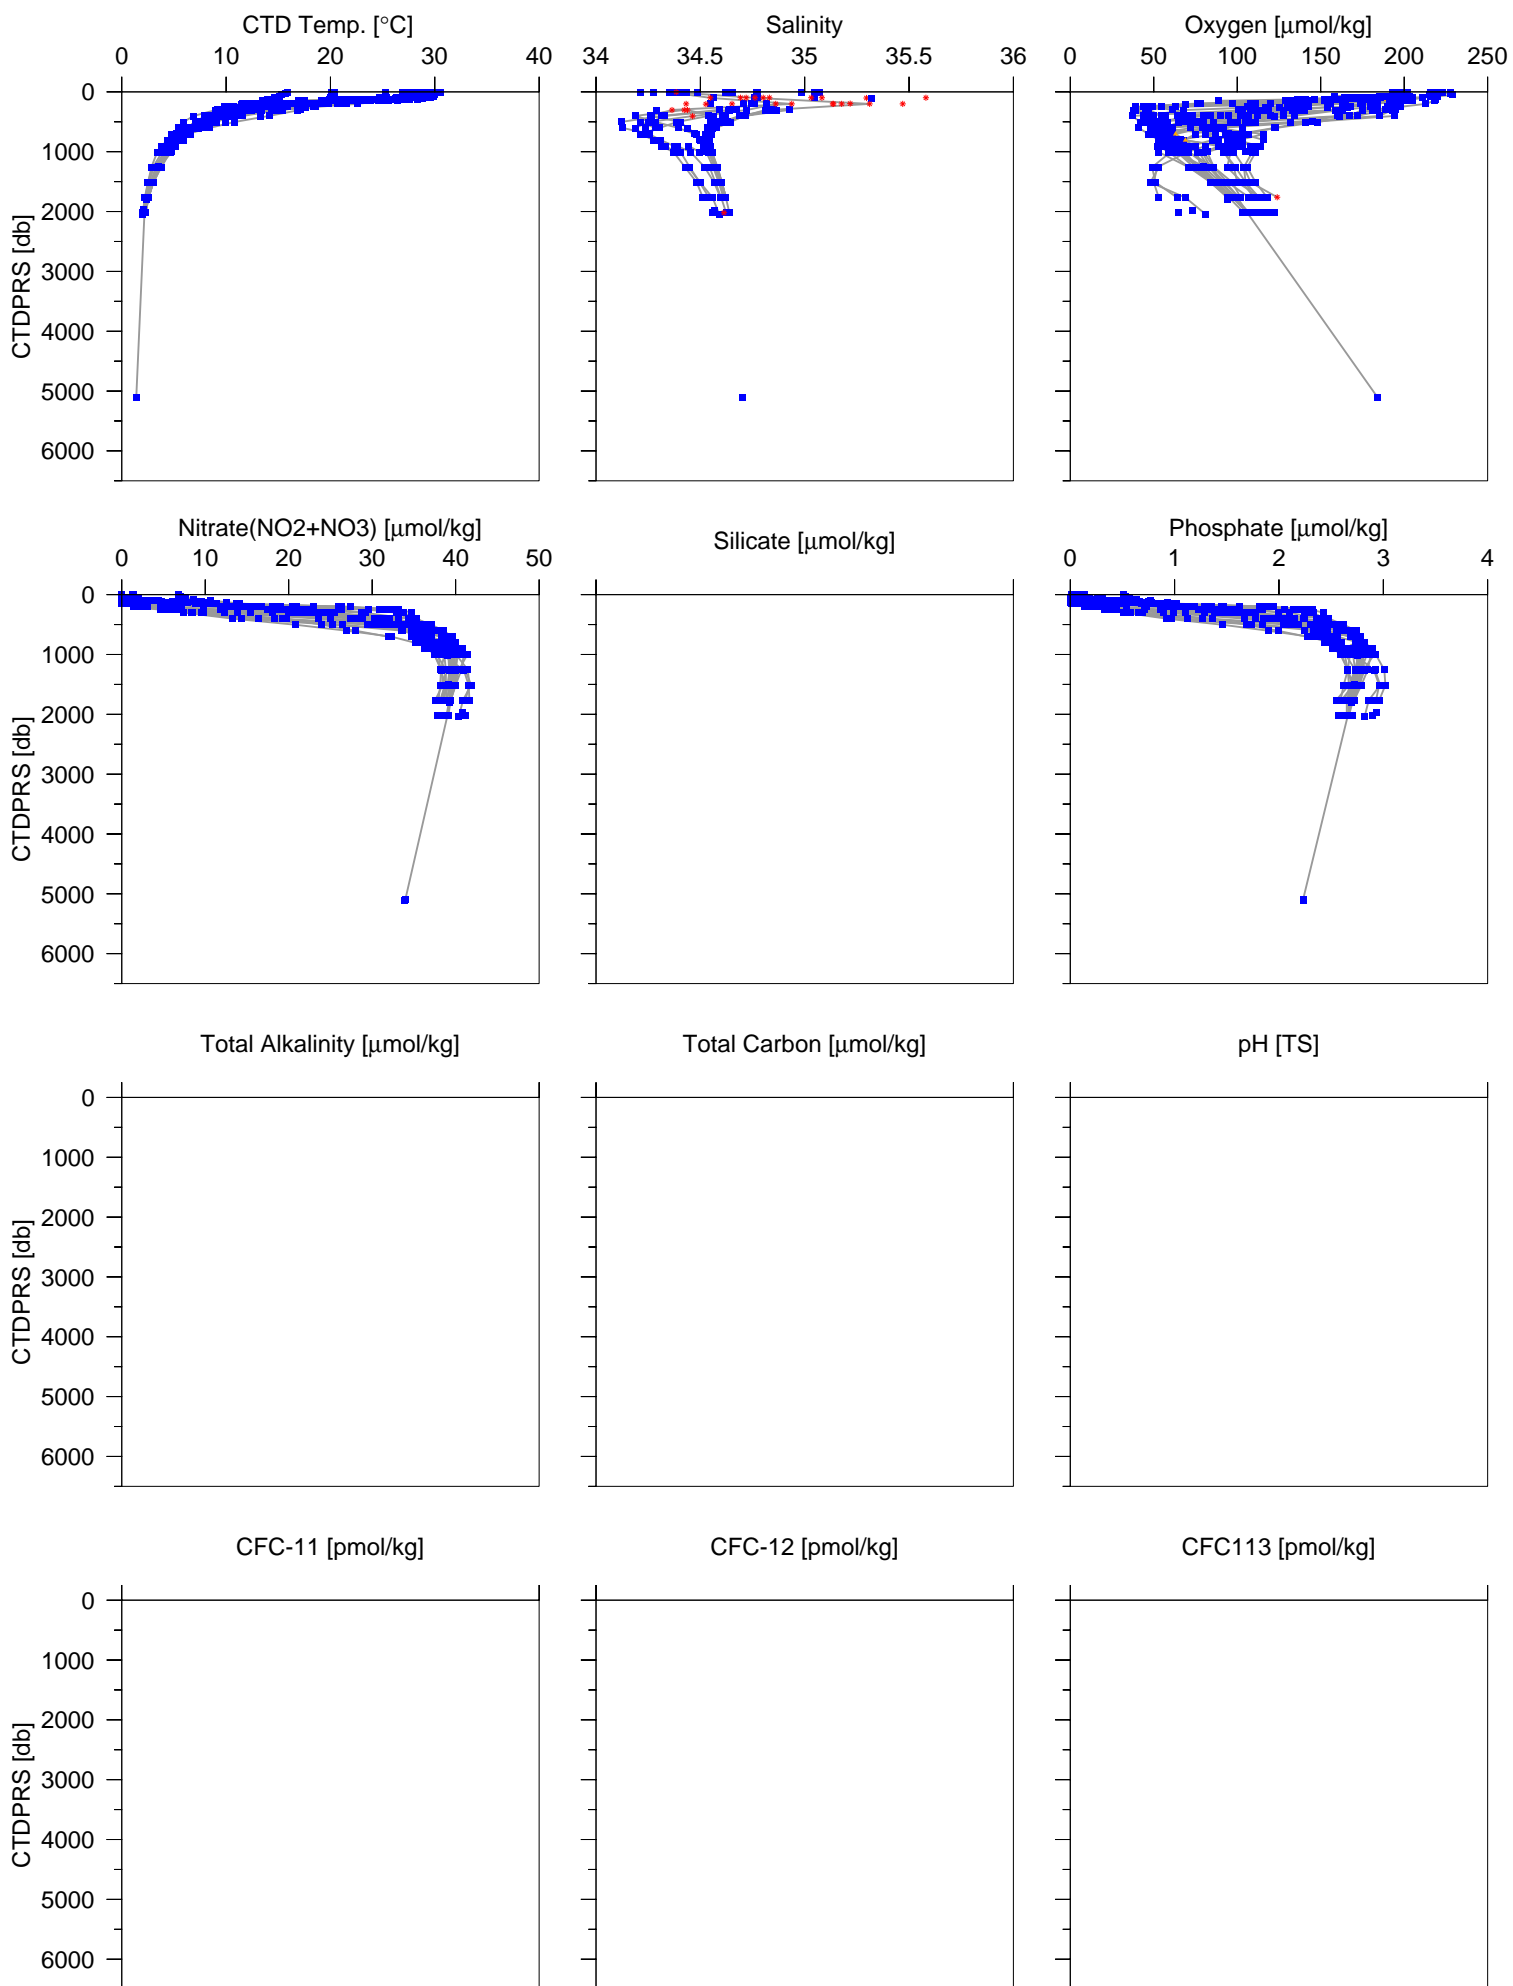 CTD Temp. [°C] Salinity Oxygen [μmol/kg]
0 10 20 30 40 34 34.5 35 35.5 36 0 50 100 150 200 250
0
1000
2000
3000
4000
5000
6000
CTDPRS [db]
Nitrate(NO2+NO3) [μmol/kg] Silicate [μmol/kg] Phosphate [μmol/kg]
0 10 20 30 40 50 0 1 2 3 4
0
1000
2000
3000
4000
5000
6000
CTDPRS [db]
Total Alkalinity [μmol/kg] Total Carbon [μmol/kg] pH [TS]
0
1000
2000
3000
4000
5000
6000
CTDPRS [db]
CFC-11 [pmol/kg] CFC-12 [pmol/kg] CFC113 [pmol/kg]
0
1000
2000
3000
4000
5000
6000
CTDPRS [db]